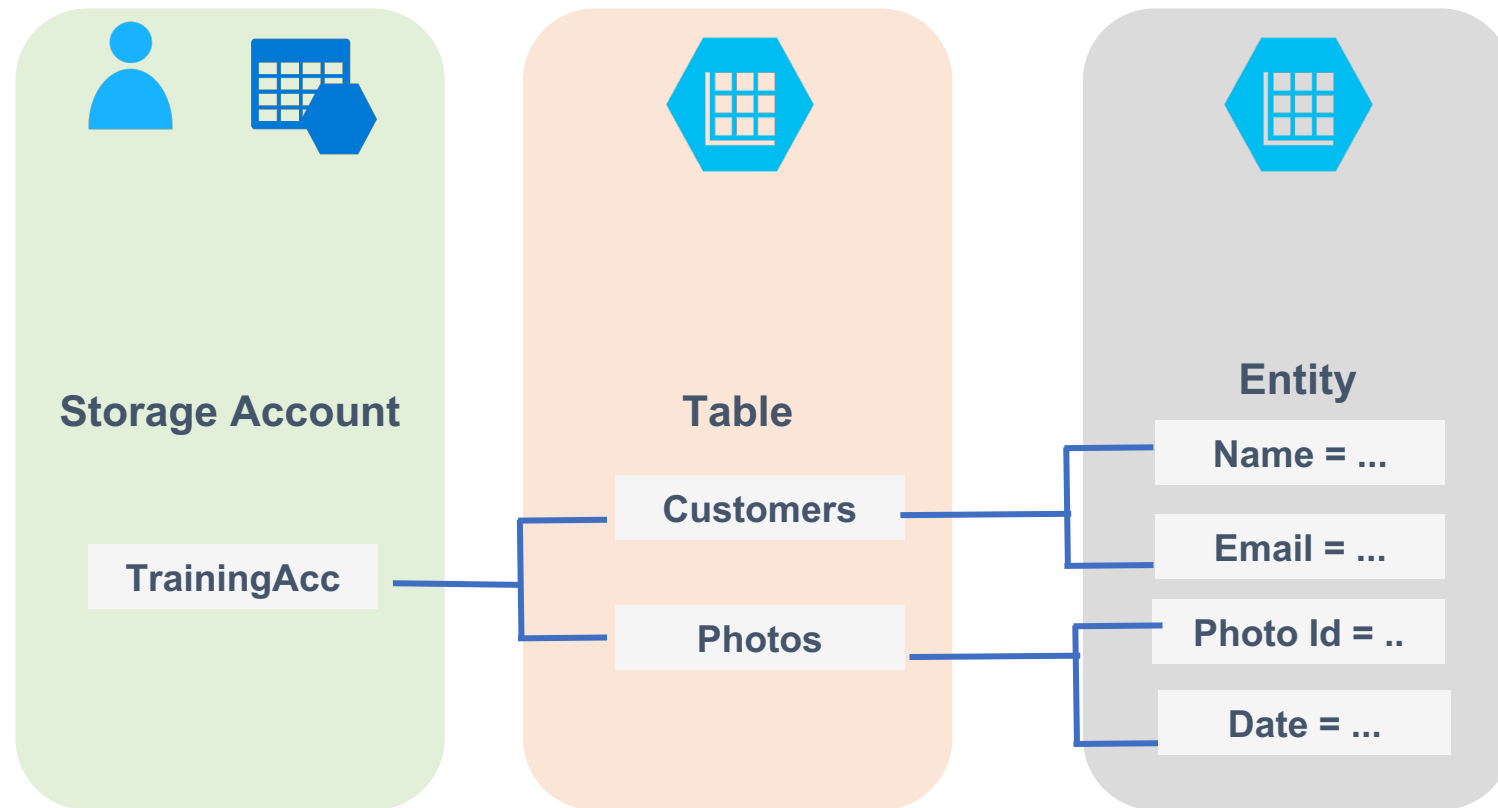 Storage Account
TrainingAcc
Table
Customers
Photos
Entity
Name = ...
Email = ...
Photo Id = ..
Date = ...